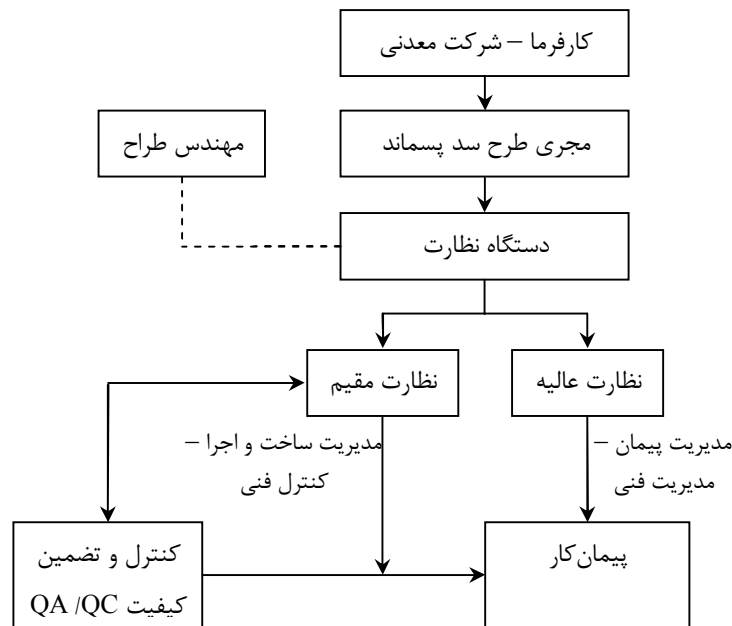 کارفرما – شرکت معدنی
مهندس طراح
مجری طرح سد پسماند
دستگاه نظارت
نظارت عالیه
نظارت مقیم
مدیریت پیمان –
مدیریت فنی
مدیریت ساخت و اجرا –
کنترل فنی
پیمان‌کار
کنترل و تضمین
کیفیت QA /QC